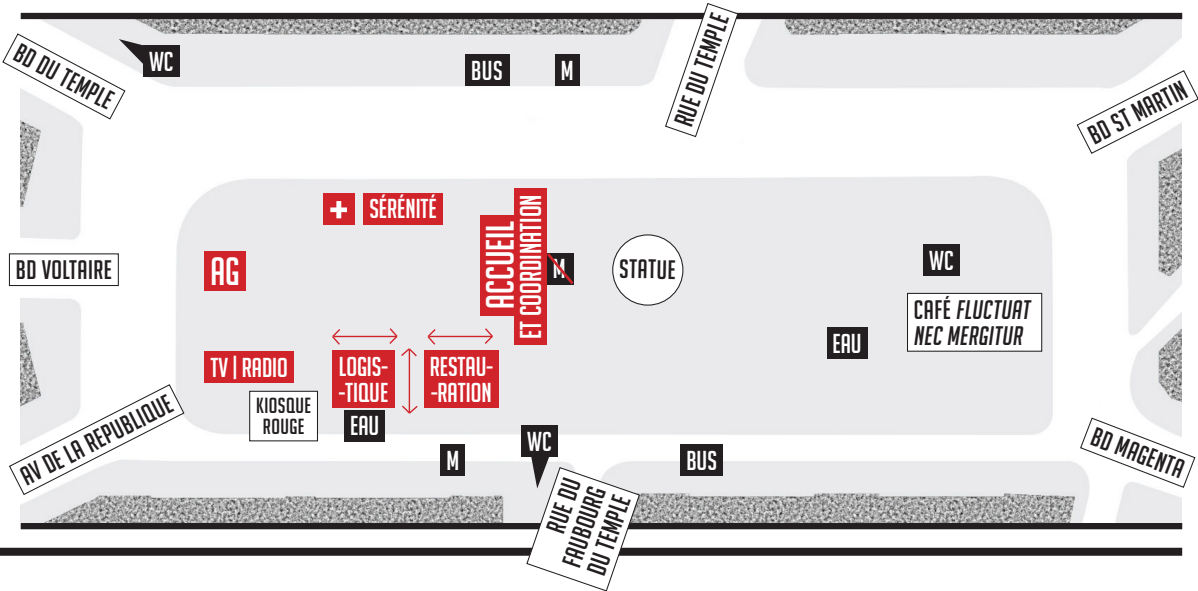 BD DU TEMPLE
WC
BUS
M
RUE DU TEMPLE
BD ST MARTIN
+
SÉRÉNITÉ
ACCUEIL
ET COORDINATION
M
STATUE
BD VOLTAIRE
AG
WC
CAFÉ FLUCTUAT
NEC MERGITUR
EAU
TV | RADIO
LOGIS-
-TIQUE
RESTAU-
-RATION
KIOSQUE
ROUGE
EAU
AV DE LA REPUBLIQUE
M
WC
BUS
BD MAGENTA
RUE DU
FAUBOURG
DU TEMPLE